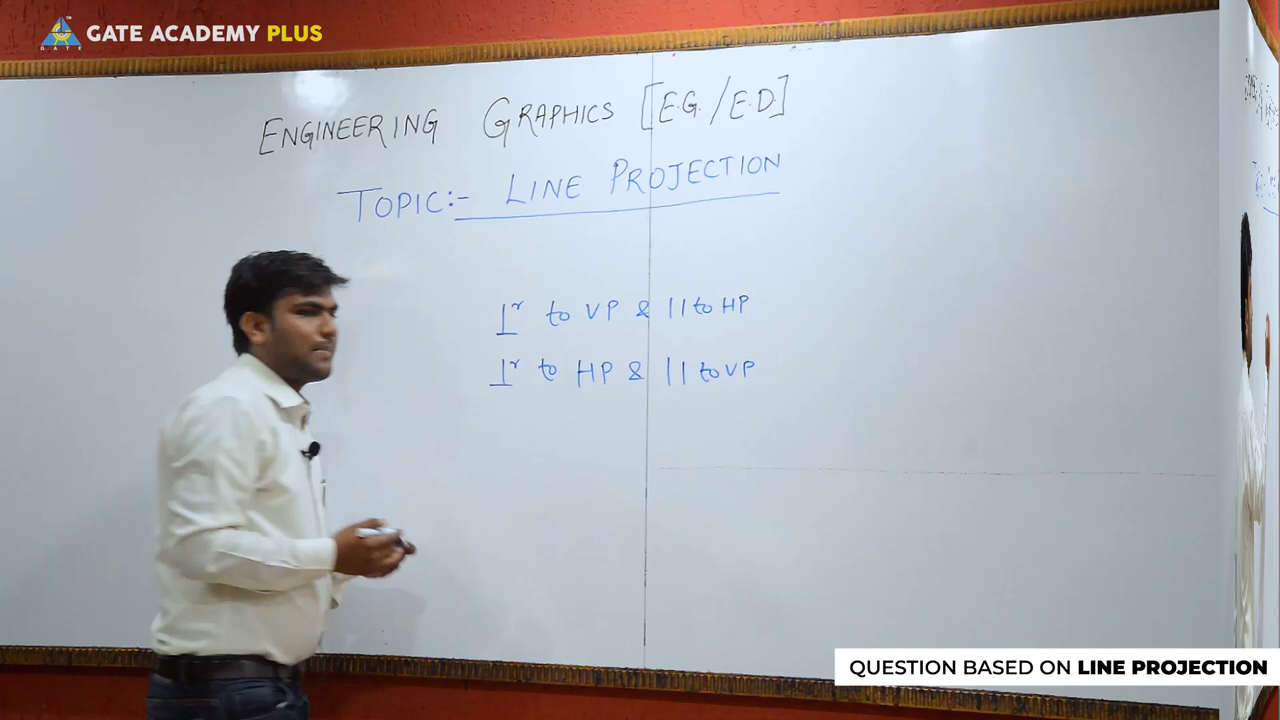 GATE ACADEMY PLUS
GATE
ENGINEERING GRAPHICS [E.G./E.D.]
TOPIC:- LINE PROJECTION
⊥r to VP & || to HP
⊥r to HP & || to VP
QUESTION BASED ON LINE PROJECTION